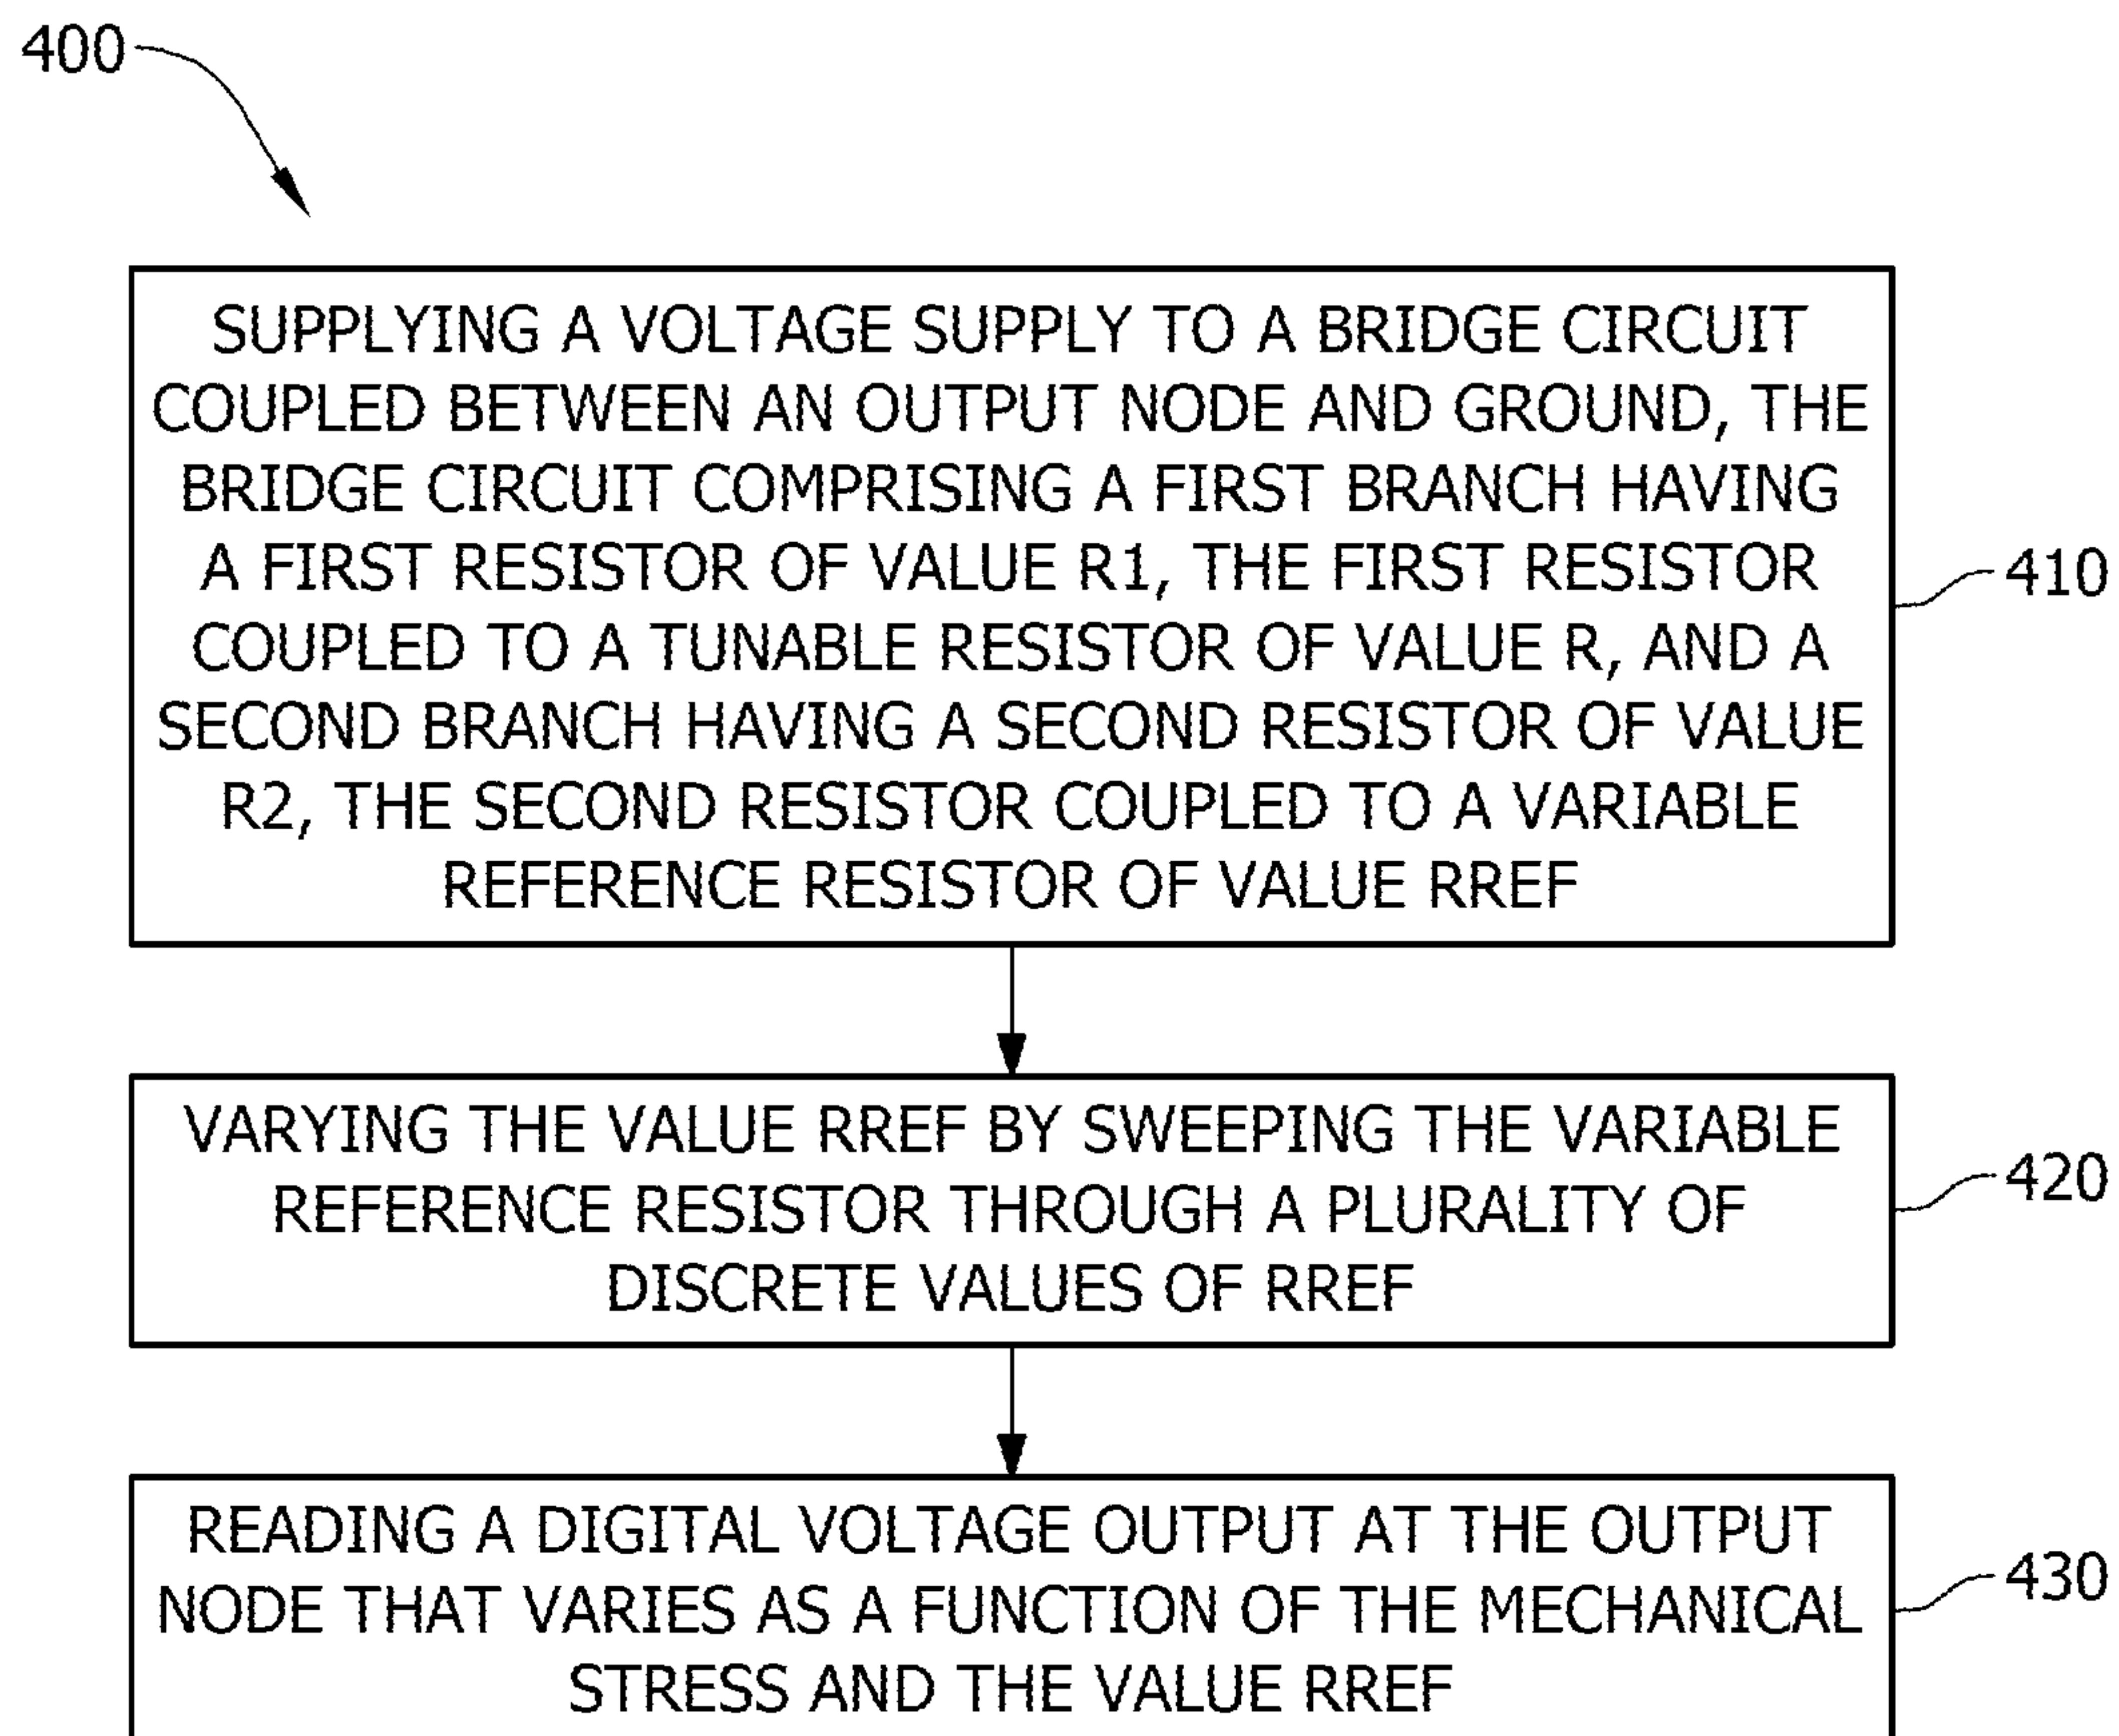 400
SUPPLYING A VOLTAGE SUPPLY TO A BRIDGE CIRCUIT
COUPLED BETWEEN AN OUTPUT NODE AND GROUND, THE
BRIDGE CIRCUIT COMPRISING A FIRST BRANCH HAVING
A FIRST RESISTOR OF VALUE R1, THE FIRST RESISTOR
COUPLED TO A TUNABLE RESISTOR OF VALUE R, AND A
SECOND BRANCH HAVING A SECOND RESISTOR OF VALUE
R2, THE SECOND RESISTOR COUPLED TO A VARIABLE
REFERENCE RESISTOR OF VALUE RREF
410
VARYING THE VALUE RREF BY SWEEPING THE VARIABLE
REFERENCE RESISTOR THROUGH A PLURALITY OF
DISCRETE VALUES OF RREF
420
READING A DIGITAL VOLTAGE OUTPUT AT THE OUTPUT
NODE THAT VARIES AS A FUNCTION OF THE MECHANICAL
STRESS AND THE VALUE RREF
430